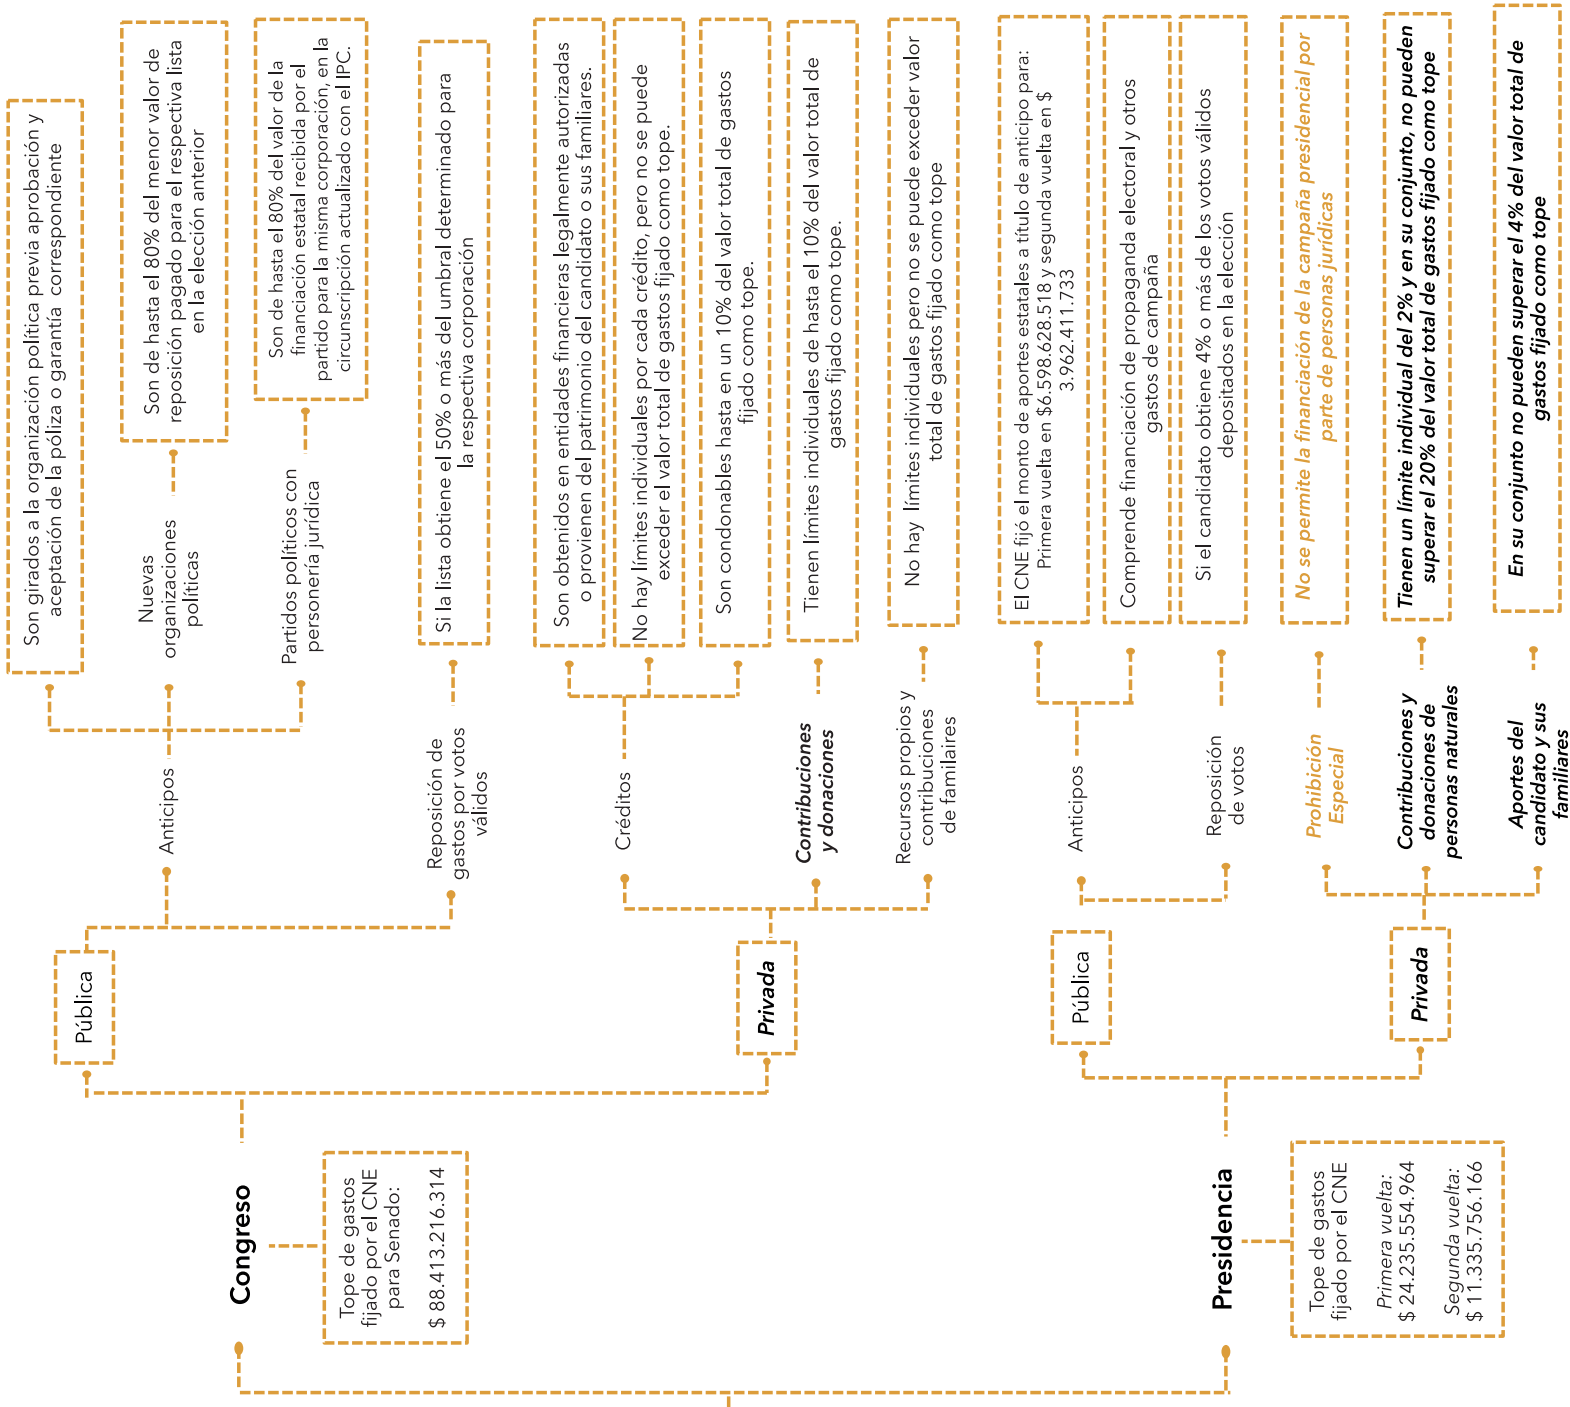 Congreso
Tope de gastos
fijado por el CNE
para Senado:
$ 88.413.216.314
Pública
Anticipos
Son girados a la organización política previa aprobación y
aceptación de la póliza o garantía correspondiente
Nuevas
organizaciones
políticas
Son de hasta el 80% del menor valor de
reposición pagado para el respectiva lista
en la elección anterior
Partidos políticos con
personería jurídica
Son de hasta el 80% del valor de la
financiación estatal recibida por el
partido para la misma corporación, en la
circunscripción actualizado con el IPC.
Reposición de
gastos por votos
válidos
Si la lista obtiene el 50% o más del umbral determinado para
la respectiva corporación
Privada
Créditos
Son obtenidos en entidades financieras legalmente autorizadas
o provienen del patrimonio del candidato o sus familiares.
No hay límites individuales por cada crédito, pero no se puede
exceder el valor total de gastos fijado como tope.
Son condonables hasta en un 10% del valor total de gastos
fijado como tope.
Contribuciones
y donaciones
Tienen límites individuales de hasta el 10% del valor total de
gastos fijado como tope.
Recursos propios y
contribuciones
de familaires
No hay límites individuales pero no se puede exceder valor
total de gastos fijado como tope
Presidencia
Tope de gastos
fijado por el CNE
Primera vuelta:
$ 24.235.554.964
Segunda vuelta:
$ 11.335.756.166
Pública
Anticipos
El CNE fijó el monto de aportes estatales a título de anticipo para:
Primera vuelta en $6.598.628.518 y segunda vuelta en $
3.962.411.733
Comprende financiación de propaganda electoral y otros
gastos de campaña
Reposición
de votos
Si el candidato obtiene 4% o más de los votos válidos
depositados en la elección
Privada
Prohibición
Especial
No se permite la financiación de la campaña presidencial por
parte de personas jurídicas
Contribuciones y
donaciones de
personas naturales
Tienen un límite individual del 2% y en su conjunto, no pueden
superar el 20% del valor total de gastos fijado como tope
Aportes del
candidato y sus
familiares
En su conjunto no pueden superar el 4% del valor total de
gastos fijado como tope